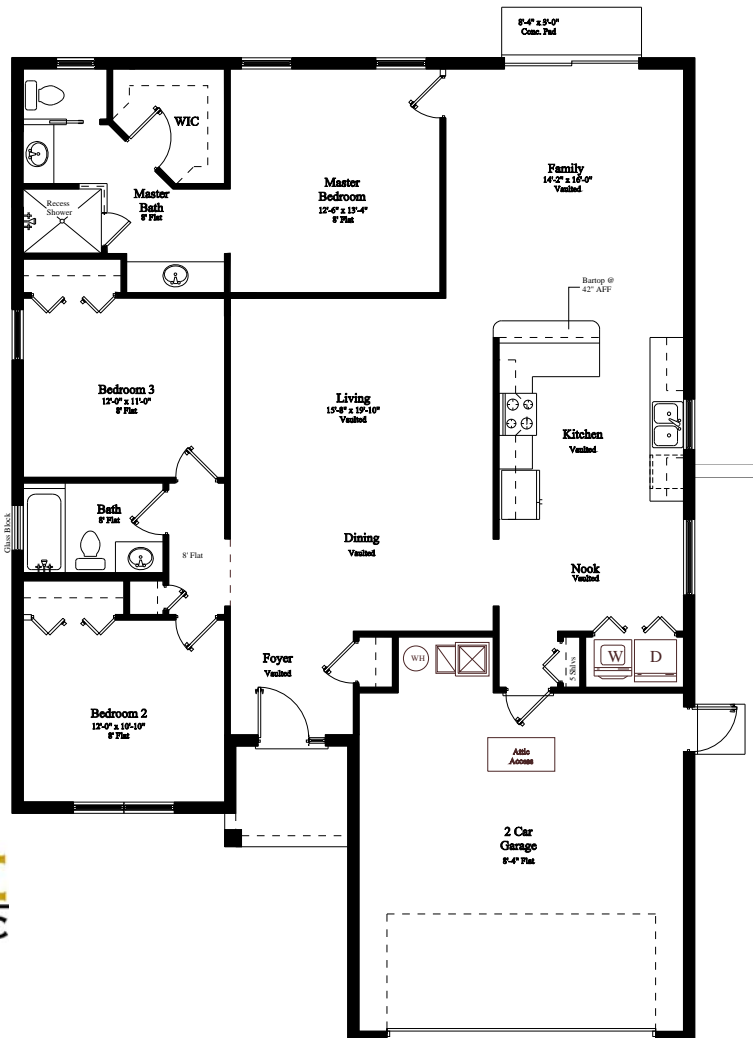 8'-4" x 5'-0"
Conc. Pad
WIC
Family
14'-2" x 16'-0"
Vaulted
Master
Bedroom
12'-6" x 13'-4"
8' Flat
Master
Bath
8' Flat
Recess
Shower
Bartop @
42" AFF
Bedroom 3
12'-0" x 11'-0"
8' Flat
Living
15'-8" x 19'-10"
Vaulted
Kitchen
Vaulted
Glass Block
Bath
8' Flat
8' Flat
Dining
Vaulted
Nook
Vaulted
Foyer
Vaulted
WH
5 Shlvs
W
D
Bedroom 2
12'-0" x 10'-10"
8' Flat
Attic
Access
2 Car
Garage
8'-4" Flat
C